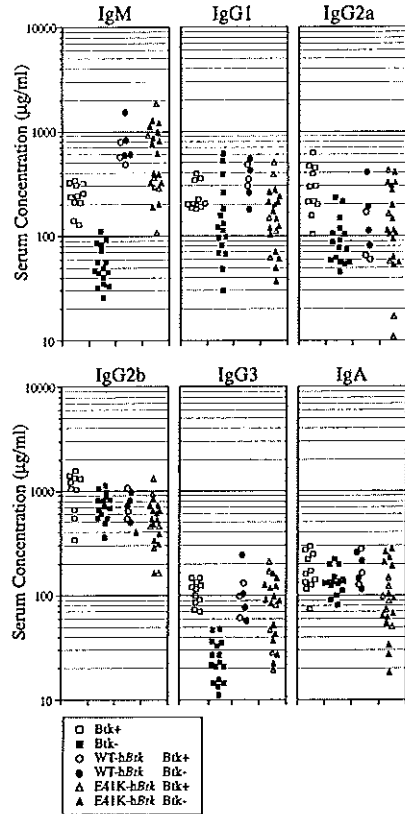 IgM IgG1 IgG2a
Serum Concentration (μg/ml)
10000
1000
100
10
IgG2b IgG3 IgA
Serum Concentration (μg/ml)
10000
1000
100
10
Btk+
Btk-
WT-hBtk Btk+
WT-hBtk Btk-
E41K-hBtk Btk+
E41K-hBtk Btk-